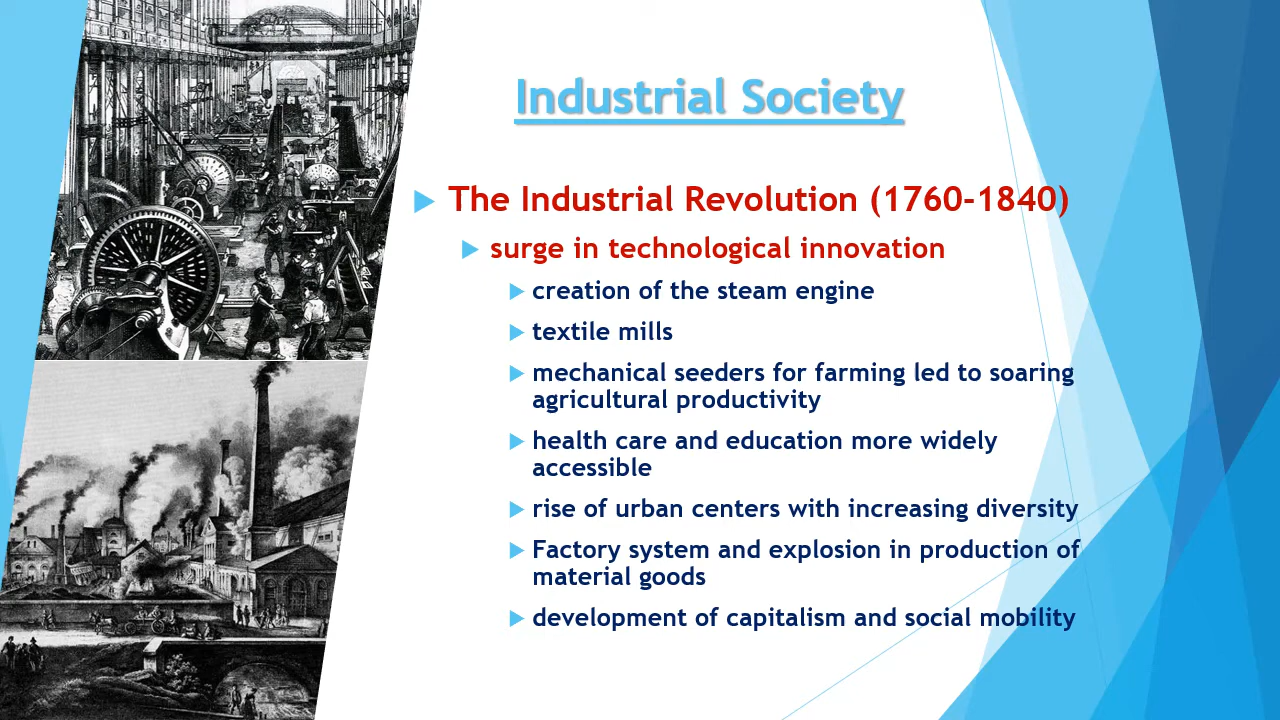 Industrial Society
The Industrial Revolution (1760-1840)
surge in technological innovation
creation of the steam engine
textile mills
mechanical seeders for farming led to soaring
agricultural productivity
health care and education more widely
accessible
rise of urban centers with increasing diversity
Factory system and explosion in production of
material goods
development of capitalism and social mobility